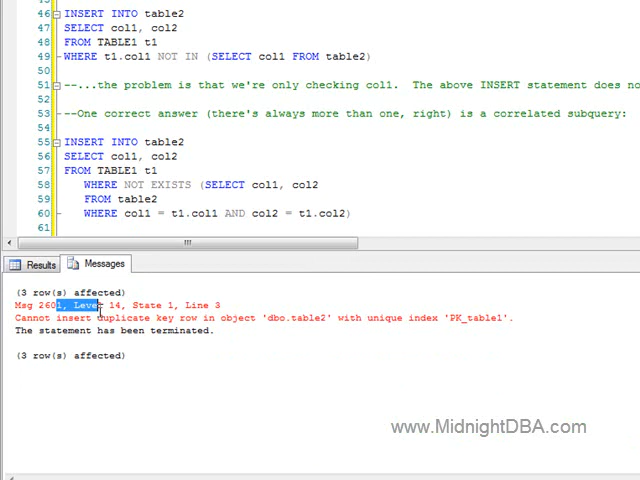 45
46 INSERT INTO table2
47 SELECT col1, col2
48 FROM TABLE1 t1
49 WHERE t1.col1 NOT IN (SELECT col1 FROM table2)
50
51 --...the problem is that we're only checking col1.  The above INSERT statement does no
52
53 --One correct answer (there's always more than one, right) is a correlated subquery:
54
55 INSERT INTO table2
56 SELECT col1, col2
57 FROM TABLE1 t1
58 WHERE NOT EXISTS (SELECT col1, col2
59 FROM table2
60 WHERE col1 = t1.col1 AND col2 = t1.col2)
61
Results Messages
(3 row(s) affected)
Msg 2601, Level 14, State 1, Line 3
Cannot insert duplicate key row in object 'dbo.table2' with unique index 'PK_table1'.
The statement has been terminated.
(3 row(s) affected)
www.MidnightDBA.com